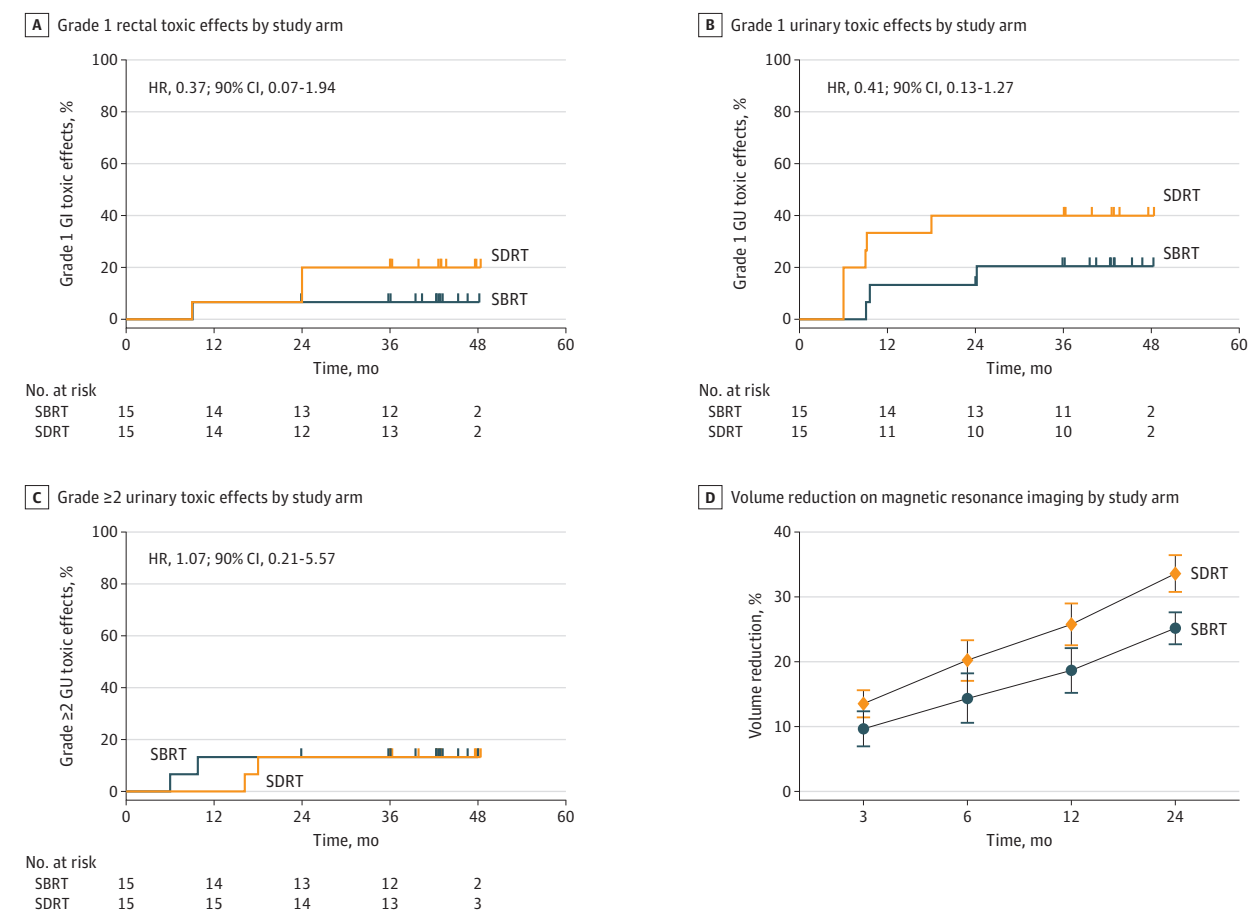 A Grade 1 rectal toxic effects by study arm
HR, 0.37; 90% CI, 0.07-1.94
Grade 1 GI toxic effects, %
100
80
60
40
20
0
SDRT
SBRT
0 12 24 36 48 60
Time, mo
No. at risk
SBRT 15 14 13 12 2
SDRT 15 14 12 13 2
B Grade 1 urinary toxic effects by study arm
HR, 0.41; 90% CI, 0.13-1.27
Grade 1 GU toxic effects, %
100
80
60
40
20
0
SDRT
SBRT
0 12 24 36 48 60
Time, mo
No. at risk
SBRT 15 14 13 11 2
SDRT 15 11 10 10 2
C Grade ≥2 urinary toxic effects by study arm
HR, 1.07; 90% CI, 0.21-5.57
Grade ≥2 GU toxic effects, %
100
80
60
40
20
0
SBRT
SDRT
0 12 24 36 48 60
Time, mo
No. at risk
SBRT 15 14 13 12 2
SDRT 15 15 14 13 3
D Volume reduction on magnetic resonance imaging by study arm
Volume reduction, %
40
30
20
10
0
SDRT
SBRT
3 6 12 24
Time, mo